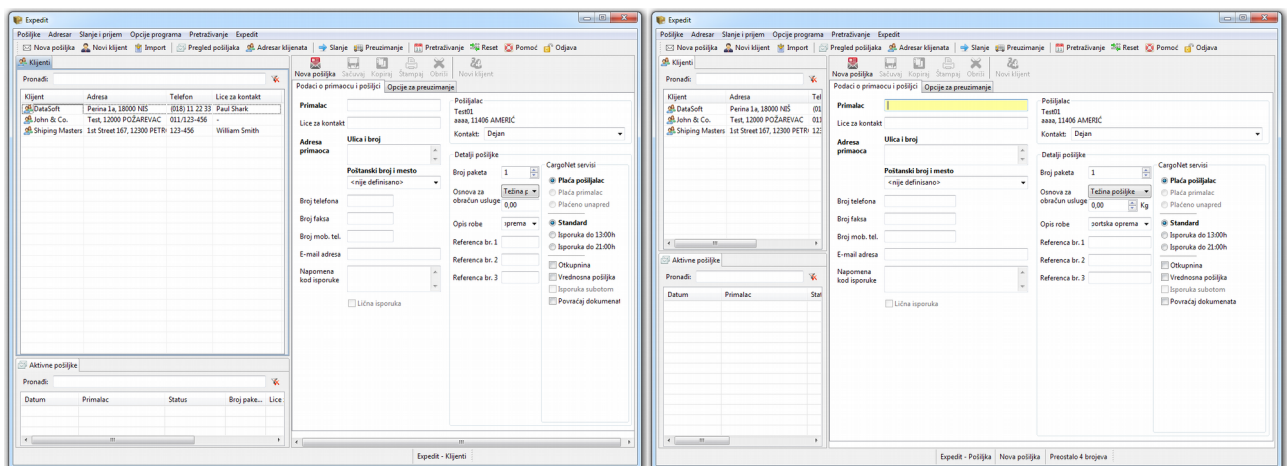 Expedit
Pošiljke Adresar Slanje i prijem Opcije programa Pretraživanje Expedit
Nova pošiljka Novi klijent Import Pregled pošiljaka Adresar klijenata Slanje Preuzimanje Pretraživanje Reset Pomoć Odjava
Klijenti
Pronađi:
Klijent Adresa Telefon Lice za kontakt
DataSoft Perina 1a, 18000 NIŠ (018) 11 22 33 Paul Shark
John & Co. Test, 12000 POŽAREVAC 011/123-456 -
Shiping Masters 1st Street 167, 12300 PETR 123-456 William Smith
Aktivne pošiljke
Pronađi:
Datum Primalac Status Broj pake... Lice
Nova pošiljka Sačuvaj Kopiraj Štampaj Obriši Novi klijent
Podaci o primaocu i pošiljci Opcije za preuzimanje
Primalac
Lice za kontakt
Adresa primaoca
Ulica i broj
Poštanski broj i mesto
<nije definisano>
Broj telefona
Broj faksa
Broj mob. tel.
E-mail adresa
Napomena
kod isporuke
Lična isporuka
Pošiljalac
Test01
aaaa, 11406 AMERIĆ
Kontakt: Dejan
Detalji pošiljke
Broj paketa 1
Osnova za
obračun usluge
Težina p
0,00
Opis robe sprema
Referenca br. 1
Referenca br. 2
Referenca br. 3
CargoNet servisi
Plaća pošiljalac
Plaća primalac
Plaćeno unapred
Standard
Isporuka do 13:00h
Isporuka do 21:00h
Otkupnina
Vrednosna pošiljka
Isporuka subotom
Povraćaj dokumenat
Expedit - Klijenti
Expedit
Pošiljke Adresar Slanje i prijem Opcije programa Pretraživanje Expedit
Nova pošiljka Novi klijent Import Pregled pošiljaka Adresar klijenata Slanje Preuzimanje Pretraživanje Reset Pomoć Odjava
Klijenti
Pronađi:
Klijent Adresa Tel
DataSoft Perina 1a, 18000 NIŠ (01
John & Co. Test, 12000 POŽAREVAC 011
Shiping Masters 1st Street 167, 12300 PETR 123
Aktivne pošiljke
Pronađi:
Datum Primalac Stat
Nova pošiljka Sačuvaj Kopiraj Štampaj Obriši Novi klijent
Podaci o primaocu i pošiljci Opcije za preuzimanje
Primalac
Lice za kontakt
Adresa
primaoca
Ulica i broj
Poštanski broj i mesto
<nije definisano>
Broj telefona
Broj faksa
Broj mob. tel.
E-mail adresa
Napomena
kod isporuke
Lična isporuka
Pošiljalac
Test01
aaaa, 11406 AMERIĆ
Kontakt: Dejan
Detalji pošiljke
Broj paketa 1
Osnova za
obračun usluge
Težina pošiljke
0,00 Kg
Opis robe portska oprema
Referenca br. 1
Referenca br. 2
Referenca br. 3
CargoNet servisi
Plaća pošiljalac
Plaća primalac
Plaćeno unapred
Standard
Isporuka do 13:00h
Isporuka do 21:00h
Otkupnina
Vrednosna pošiljka
Isporuka subotom
Povraćaj dokumenata
Expedit - Pošiljka Nova pošiljka Preostalo 4 brojeva